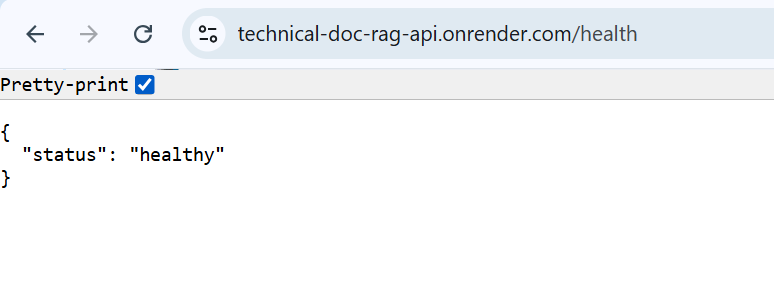 technical-doc-rag-api.onrender.com/health
Pretty-print
{
  "status": "healthy"
}